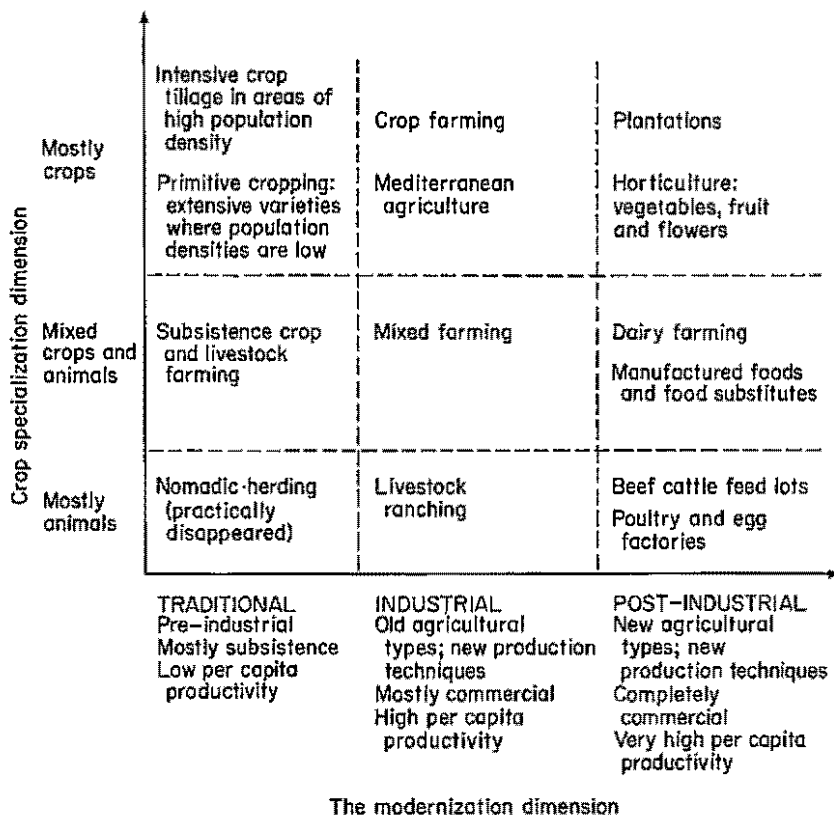 Crop specialization dimension
Mostly
crops
Intensive crop
tillage in areas of
high population
density
Primitive cropping:
extensive varieties
where population
densities are low
Crop farming
Mediterranean
agriculture
Plantations
Horticulture:
vegetables, fruit
and flowers
Mixed
crops and
animals
Subsistence crop
and livestock
farming
Mixed farming
Dairy farming
Manufactured foods
and food substitutes
Mostly
animals
Nomadic·herding
(practically
disappeared)
Livestock
ranching
Beef cattle feed lots
Poultry and egg
factories
TRADITIONAL
Pre-industrial
Mostly subsistence
Low per capita
productivity
INDUSTRIAL
Old agricultural
types; new production
techniques
Mostly commercial
High per capita
productivity
POST-INDUSTRIAL
New agricultural
types; new
production techniques
Completely
commercial
Very high per capita
productivity
The modernization dimension